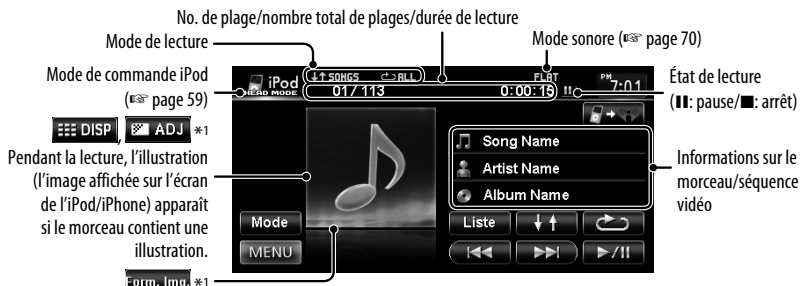 No. de plage/nombre total de plages/durée de lecture
Mode de lecture
Mode sonore (☞ page 70)
Mode de commande iPod
(☞ page 59)
DISP, ADJ *1
Pendant la lecture, l'illustration
(l'image affichée sur l'écran
de l'iPod/iPhone) apparaît
si le morceau contient une
illustration.
Form. Img. *1
iPod
HEAD MODE
↓↑SONGS ALL
FLAT
PM 7:01
01/ 113
0:00:15 II
Song Name
Artist Name
Album Name
Mode
Liste ↓↑
MENU
I◄◄ ►►I ►/II
État de lecture
(II: pause/■: arrêt)
Informations sur le
morceau/séquence
vidéo